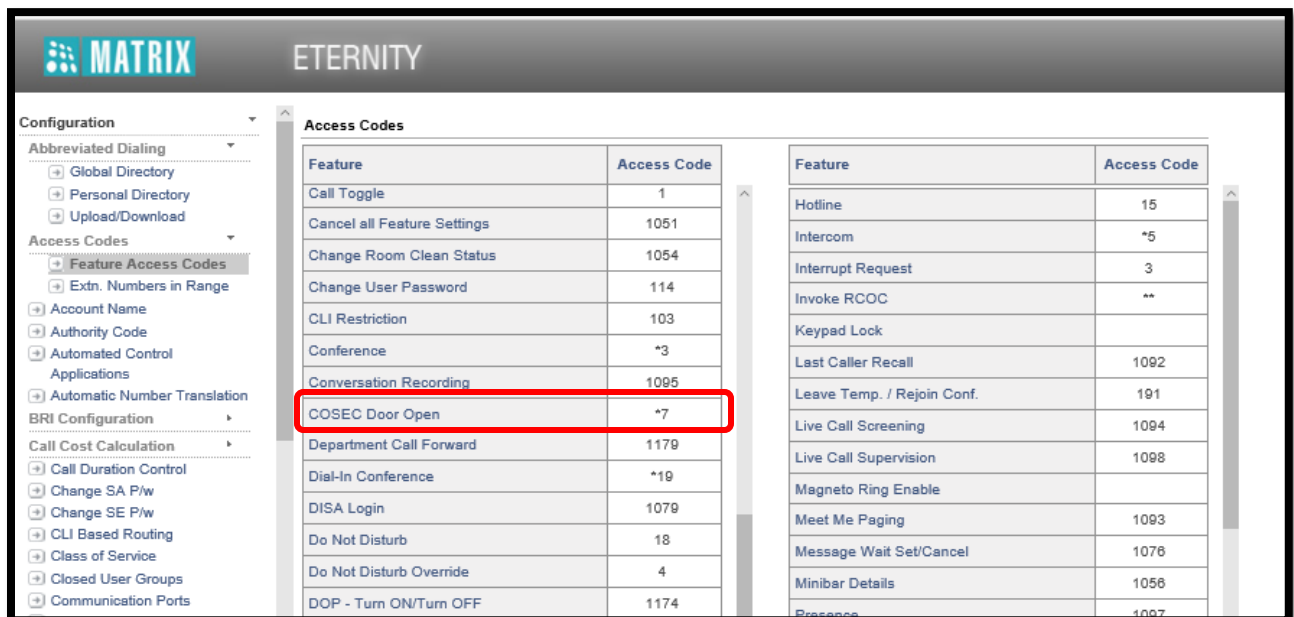 MATRIX ETERNITY
Configuration
Abbreviated Dialing
Global Directory
Personal Directory
Upload/Download
Access Codes
Feature Access Codes
Extn. Numbers in Range
Account Name
Authority Code
Automated Control
Applications
Automatic Number Translation
BRI Configuration
Call Cost Calculation
Call Duration Control
Change SA P/w
Change SE P/w
CLI Based Routing
Class of Service
Closed User Groups
Communication Ports
Access Codes
Feature Access Code
Call Toggle 1
Cancel all Feature Settings 1051
Change Room Clean Status 1054
Change User Password 114
CLI Restriction 103
Conference *3
Conversation Recording 1095
COSEC Door Open *7
Department Call Forward 1179
Dial-In Conference *19
DISA Login 1079
Do Not Disturb 18
Do Not Disturb Override 4
DOP - Turn ON/Turn OFF 1174
Feature Access Code
Hotline 15
Intercom *5
Interrupt Request 3
Invoke RCOC **
Keypad Lock
Last Caller Recall 1092
Leave Temp. / Rejoin Conf. 191
Live Call Screening 1094
Live Call Supervision 1098
Magneto Ring Enable
Meet Me Paging 1093
Message Wait Set/Cancel 1076
Minibar Details 1056
Presence 1097